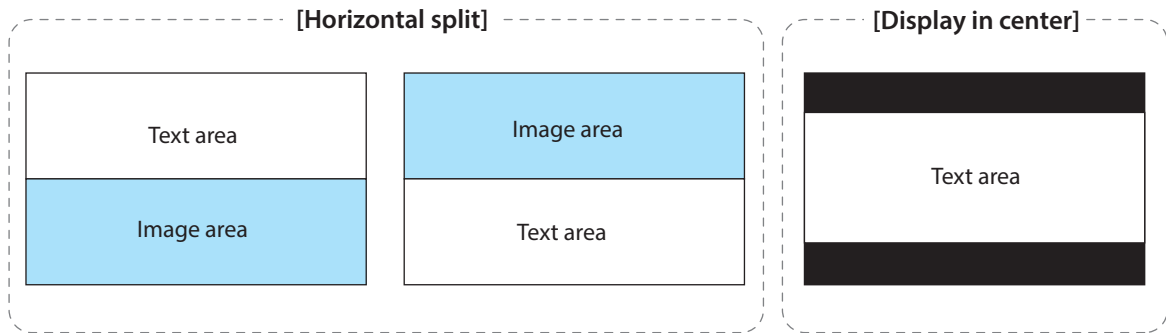 [Horizontal split]
[Display in center]
Text area
Image area
Image area
Text area
Text area